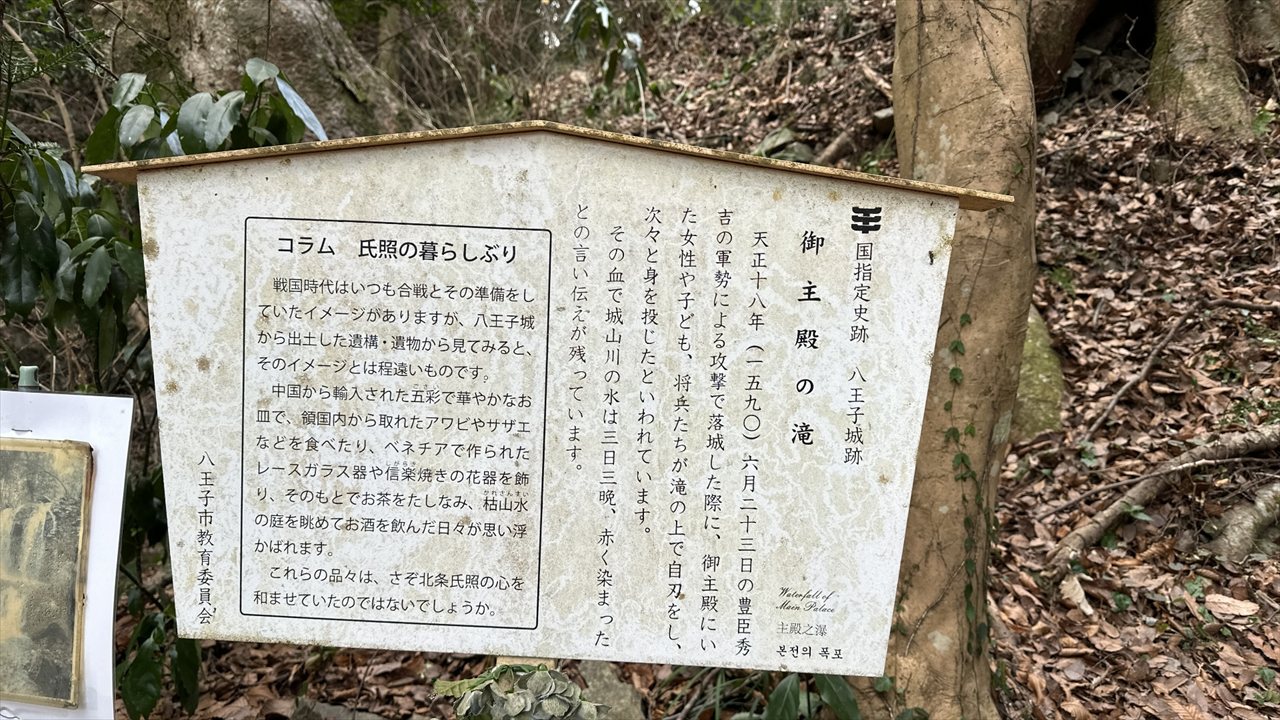 国指定史跡 八王子城跡
御主殿の滝
天正十八年（一五九〇）六月二十三日の豊臣秀
吉の軍勢による攻撃で落城した際に、御主殿にい
た女性や子ども、将兵たちが滝の上で自刃をし、
次々と身を投じたといわれています。
その血で城山川の水は三日三晩、赤く染まった
との言い伝えが残っています。
Waterfall of
Main Palace
主殿之瀑
본전의 폭포
コラム 氏照の暮らしぶり
戦国時代はいつも合戦とその準備をし
ていたイメージがありますが、八王子城
から出土した遺構・遺物から見てみると、
そのイメージとは程遠いものです。
中国から輸入された五彩で華やかなお
皿で、領国内から取れたアワビやサザエ
などを食べたり、ベネチアで作られた
レースガラス器や信楽焼きの花器を飾
り、そのもとでお茶をたしなみ、枯山水
の庭を眺めてお酒を飲んだ日々が思い浮
かばれます。
これらの品々は、さぞ北条氏照の心を
和ませていたのではないでしょうか。
八王子市教育委員会